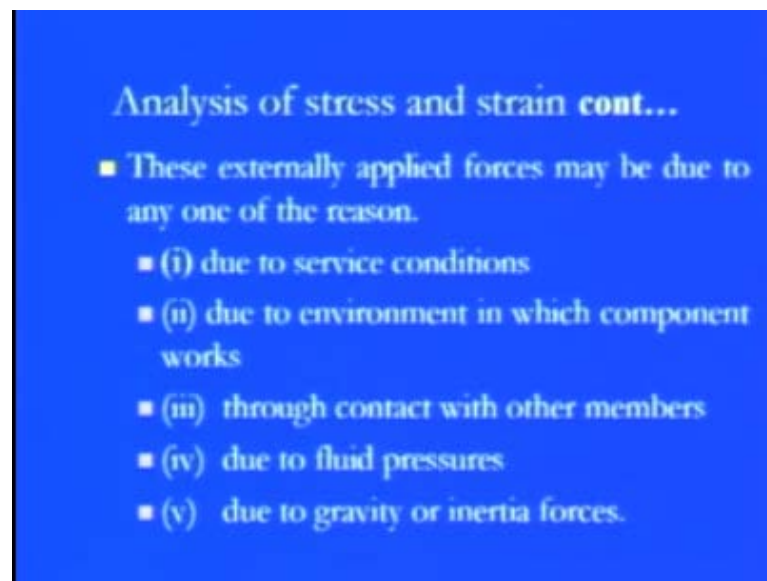 Analysis of stress and strain cont...
These externally applied forces may be due to
any one of the reason.
(i) due to service conditions
(ii) due to environment in which component
works
(iii) through contact with other members
(iv) due to fluid pressures
(v) due to gravity or inertia forces.